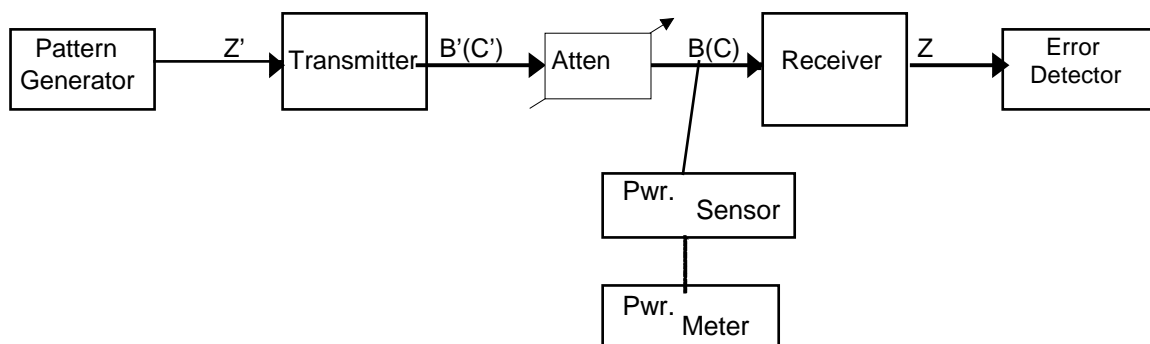 Pattern
Generator
Z’
Transmitter
B’(C’)
Atten
B(C)
Receiver
Z
Error
Detector
Pwr.
Sensor
Pwr.
Meter